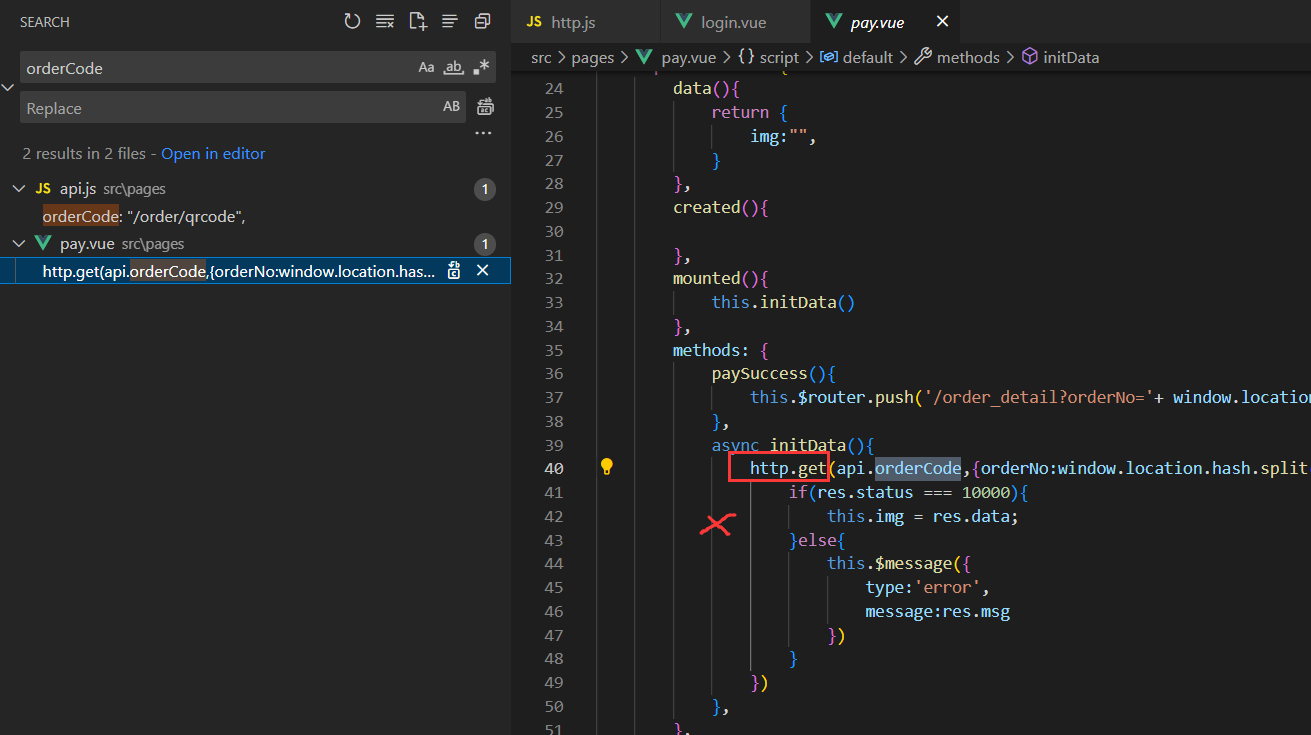 SEARCH
orderCode
Aa ab .*
Replace
AB
...
2 results in 2 files - Open in editor
JS api.js src\pages 1
orderCode: "/order/qrcode",
pay.vue src\pages 1
http.get(api.orderCode,{orderNo:window.location.has...
JS http.js login.vue pay.vue
src > pages > pay.vue > {} script > default > methods > initData
24 data(){
25 return {
26 img:"",
27 }
28 },
29 created(){
30
31 },
32 mounted(){
33 this.initData()
34 },
35 methods: {
36 paySuccess(){
37 this.$router.push('/order_detail?orderNo='+ window.location
38 },
39 async initData(){
40 http.get(api.orderCode,{orderNo:window.location.hash.split
41 if(res.status === 10000){
42 this.img = res.data;
43 }else{
44 this.$message({
45 type:'error',
46 message:res.msg
47 })
48 }
49 })
50 },
51 },